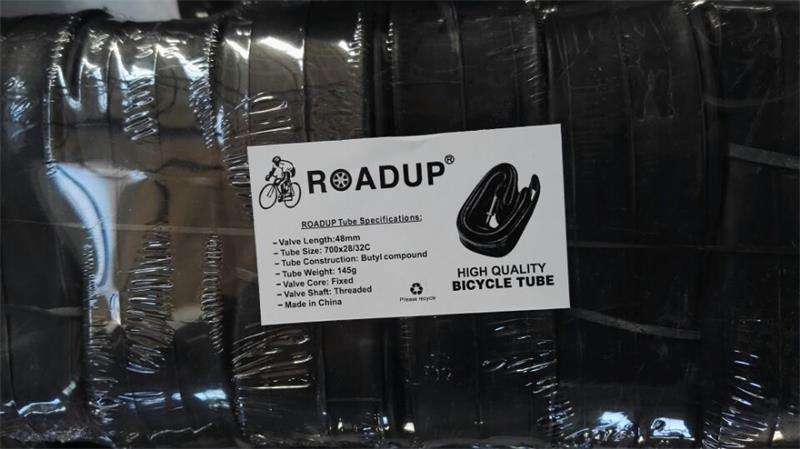 ROADUP®
ROADUP Tube Specifications:
– Valve Length:48mm
– Tube Size: 700x28/32C
– Tube Construction: Butyl compound
– Tube Weight: 145g
– Valve Core: Fixed
– Valve Shaft: Threaded
– Made in China
Please recycle
HIGH QUALITY
BICYCLE TUBE